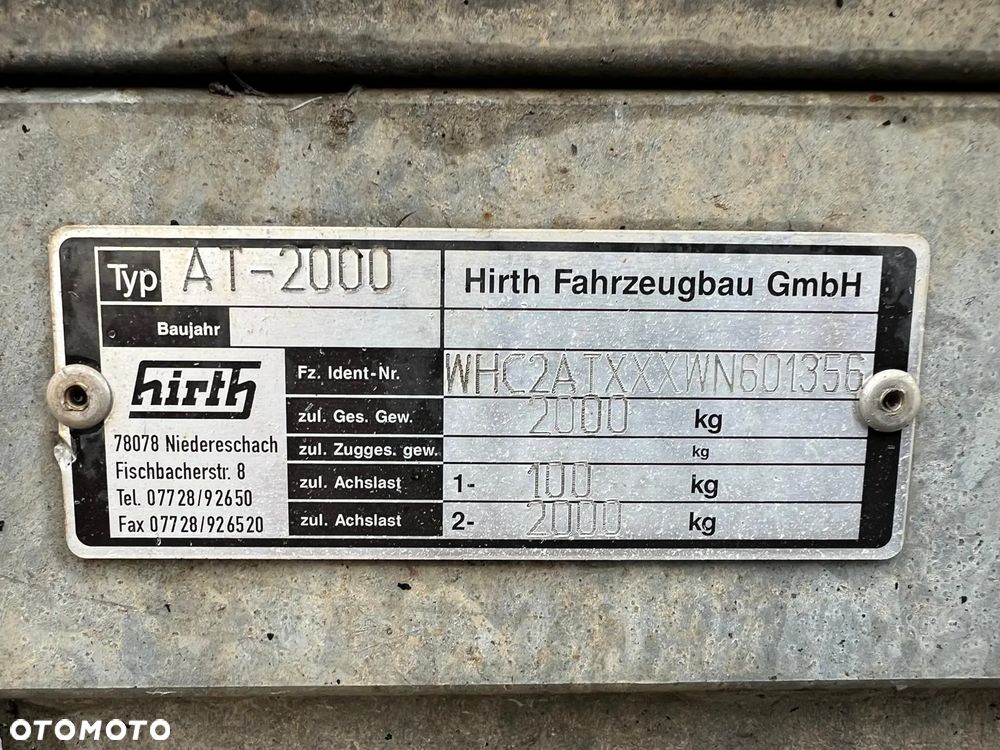 Typ AT-2000 Hirth Fahrzeugbau GmbH
Baujahr
hirth
78078 Niedereschach
Fischbacherstr. 8
Tel. 07728/92650
Fax 07728/926520
Fz. Ident-Nr. WHC2ATXXXWN601356
zul. Ges. Gew. 2000 kg
zul. Zugges. gew. kg
zul. Achslast 1- 100 kg
zul. Achslast 2- 2000 kg
OTOMOTO